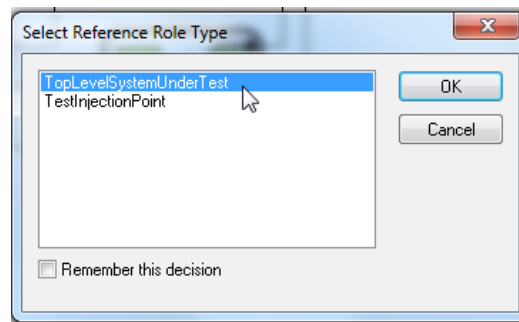 Select Reference Role Type
TopLevelSystemUnderTest
TestInjectionPoint
OK
Cancel
Remember this decision